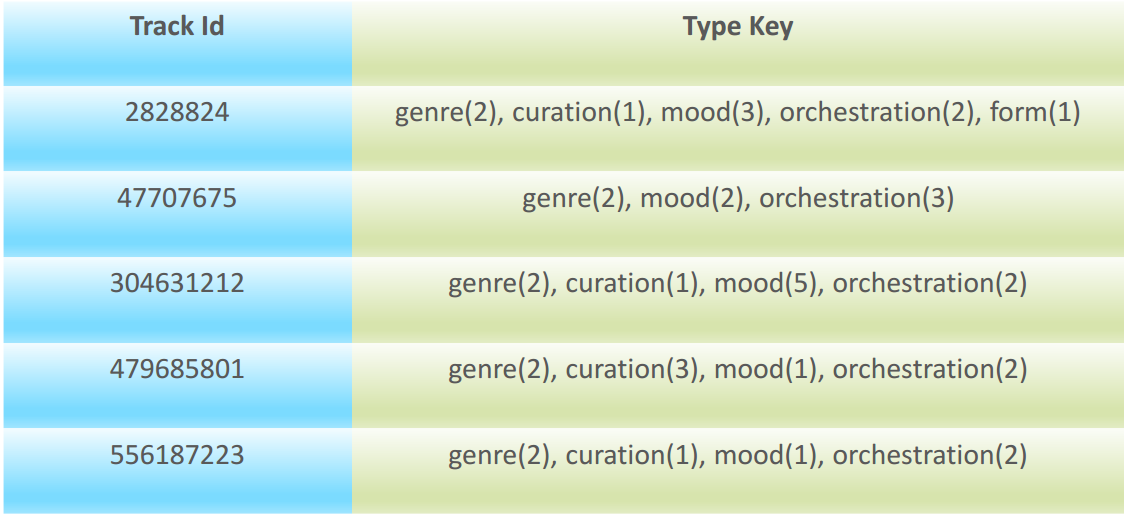 Track Id Type Key
2828824 genre(2), curation(1), mood(3), orchestration(2), form(1)
47707675 genre(2), mood(2), orchestration(3)
304631212 genre(2), curation(1), mood(5), orchestration(2)
479685801 genre(2), curation(3), mood(1), orchestration(2)
556187223 genre(2), curation(1), mood(1), orchestration(2)